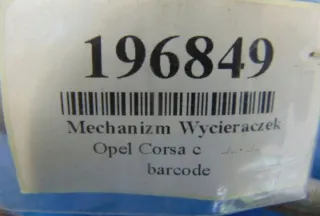 196849
Mechanizm Wycieraczek
Opel Corsa c
barcode